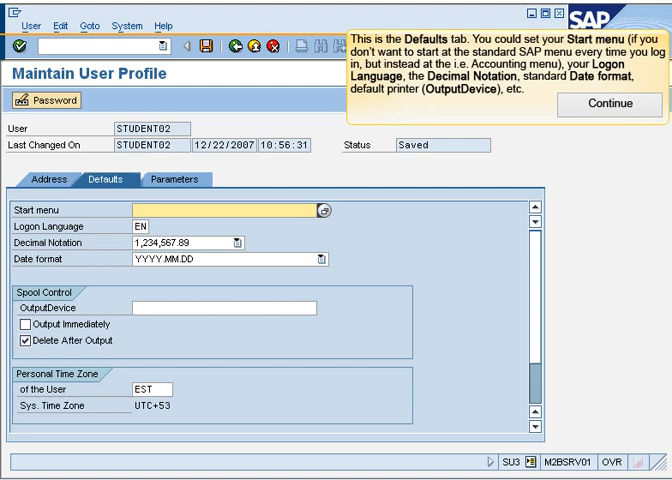 User Edit Goto System Help
SAP
This is the Defaults tab. You could set your Start menu (if you
don't want to start at the standard SAP menu every time you log
in, but instead at the i.e. Accounting menu), your Logon
Language, the Decimal Notation, standard Date format,
default printer (OutputDevice), etc.
Continue
Maintain User Profile
Password
User STUDENT02
Last Changed On STUDENT02 12/22/2007 10:56:31 Status Saved
Address Defaults Parameters
Start menu
Logon Language EN
Decimal Notation 1,234,567.89
Date format YYYY.MM.DD
Spool Control
OutputDevice
Output Immediately
Delete After Output
Personal Time Zone
of the User EST
Sys. Time Zone UTC+53
SU3 M2BSRV01 OVR